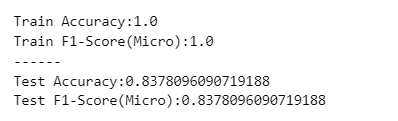 Train Accuracy:1.0
Train F1-Score(Micro):1.0
------
Test Accuracy:0.8378096090719188
Test F1-Score(Micro):0.8378096090719188